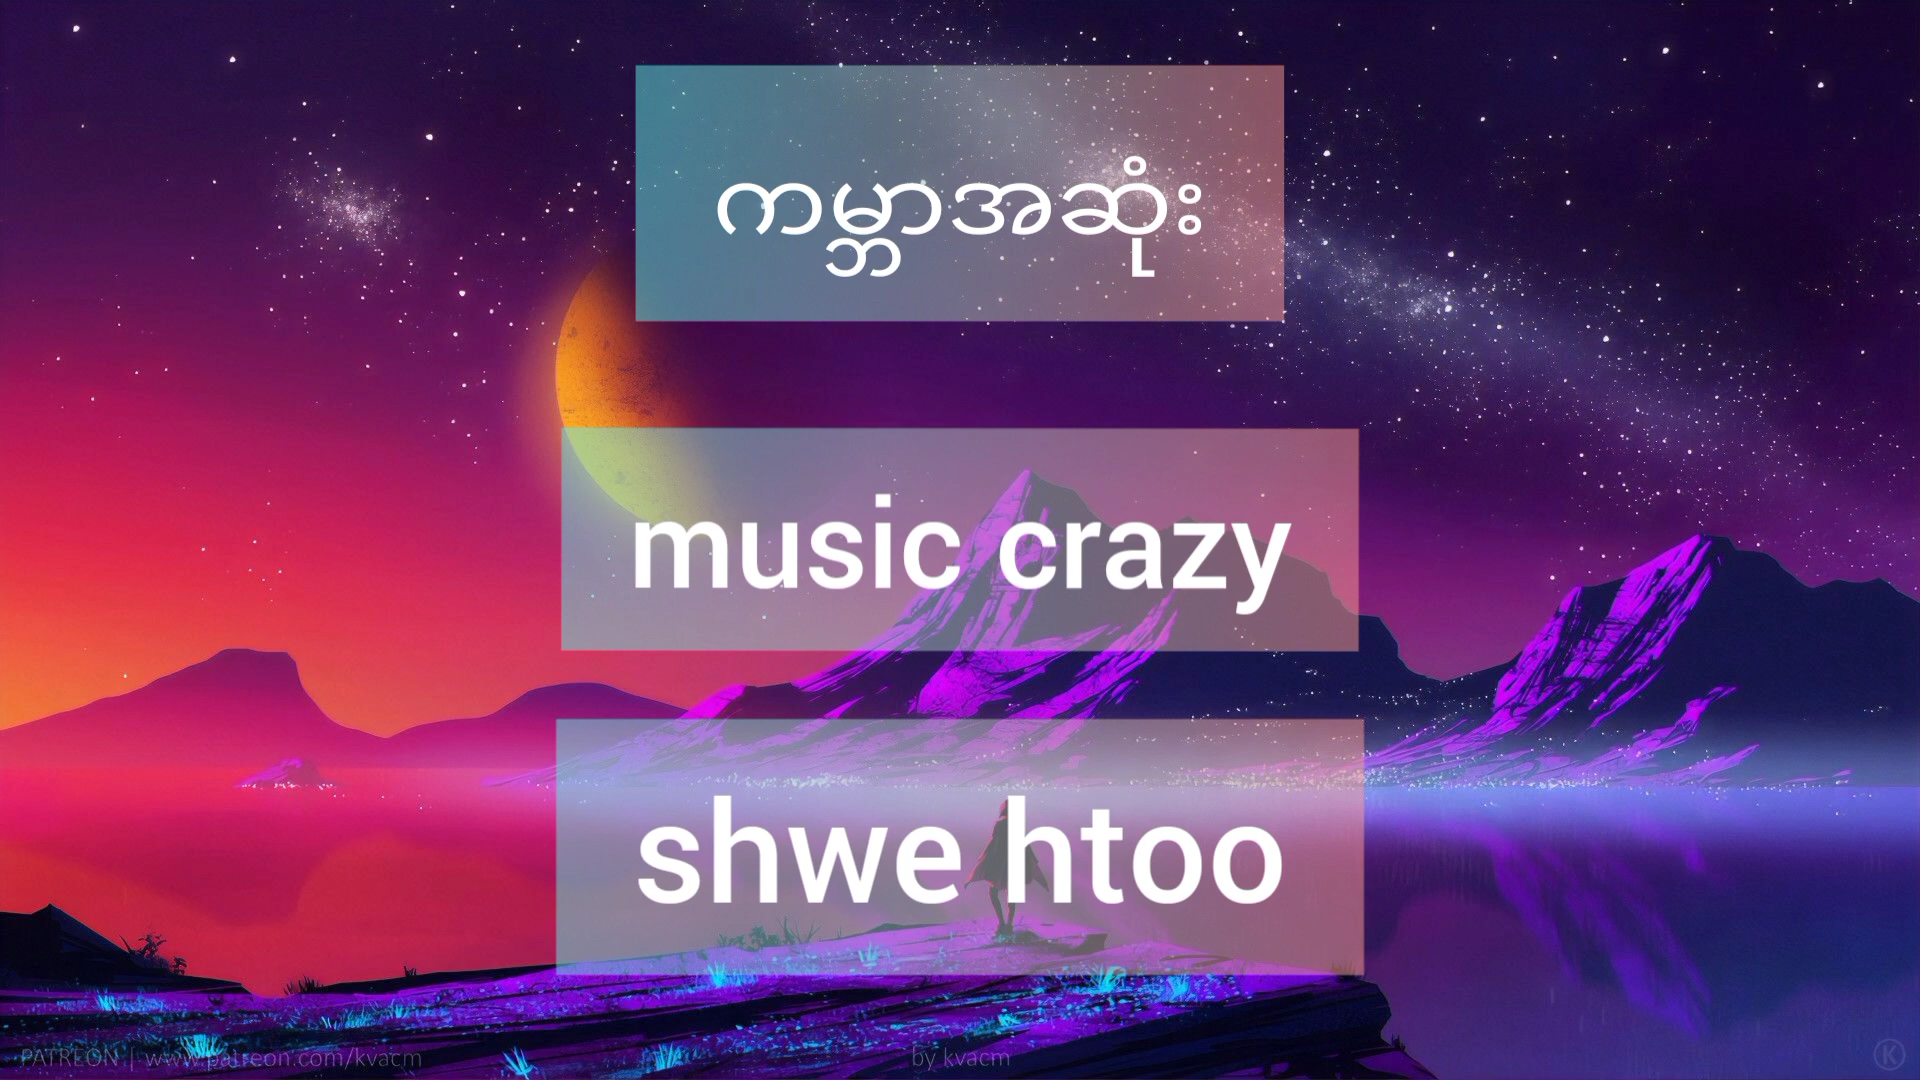 ကမ္ဘာအဆုံး
music crazy
shwe htoo
PATREON | www.patreon.com/kvacm
by kvacm
K